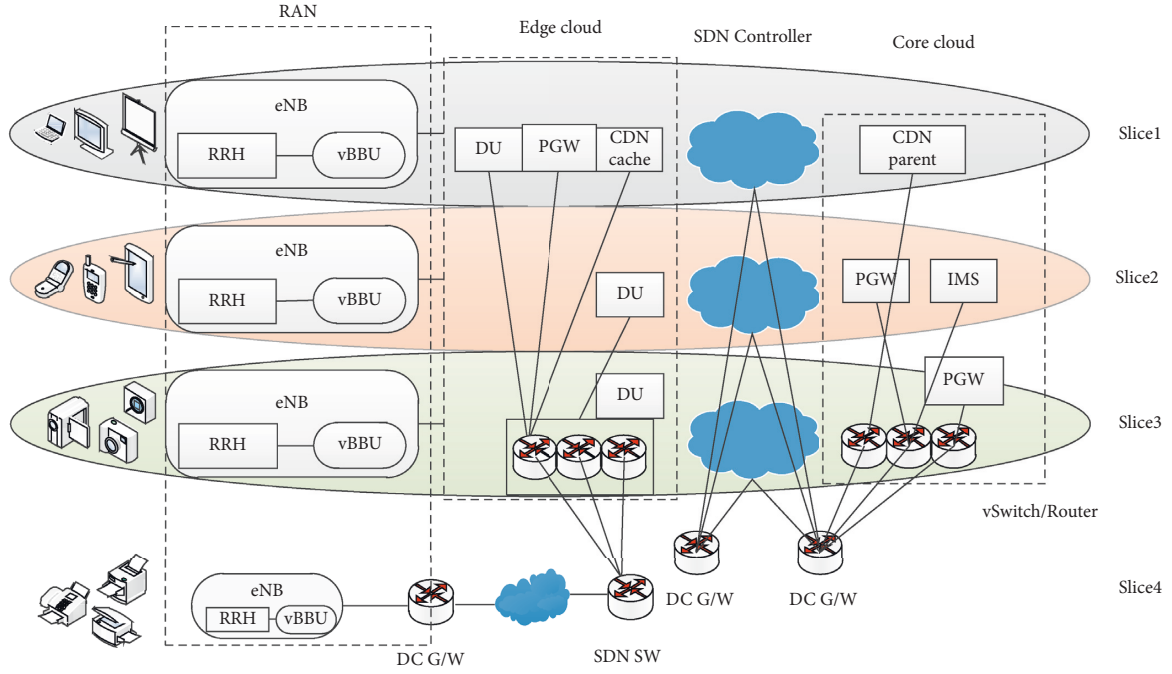 RAN
Edge cloud
SDN Controller
Core cloud
eNB
RRH
vBBU
DU
PGW
CDN
cache
CDN
parent
Slice1
eNB
RRH
vBBU
DU
PGW
IMS
Slice2
eNB
RRH
vBBU
DU
PGW
Slice3
vSwitch/Router
eNB
RRH
vBBU
DC G/W
SDN SW
DC G/W
DC G/W
Slice4